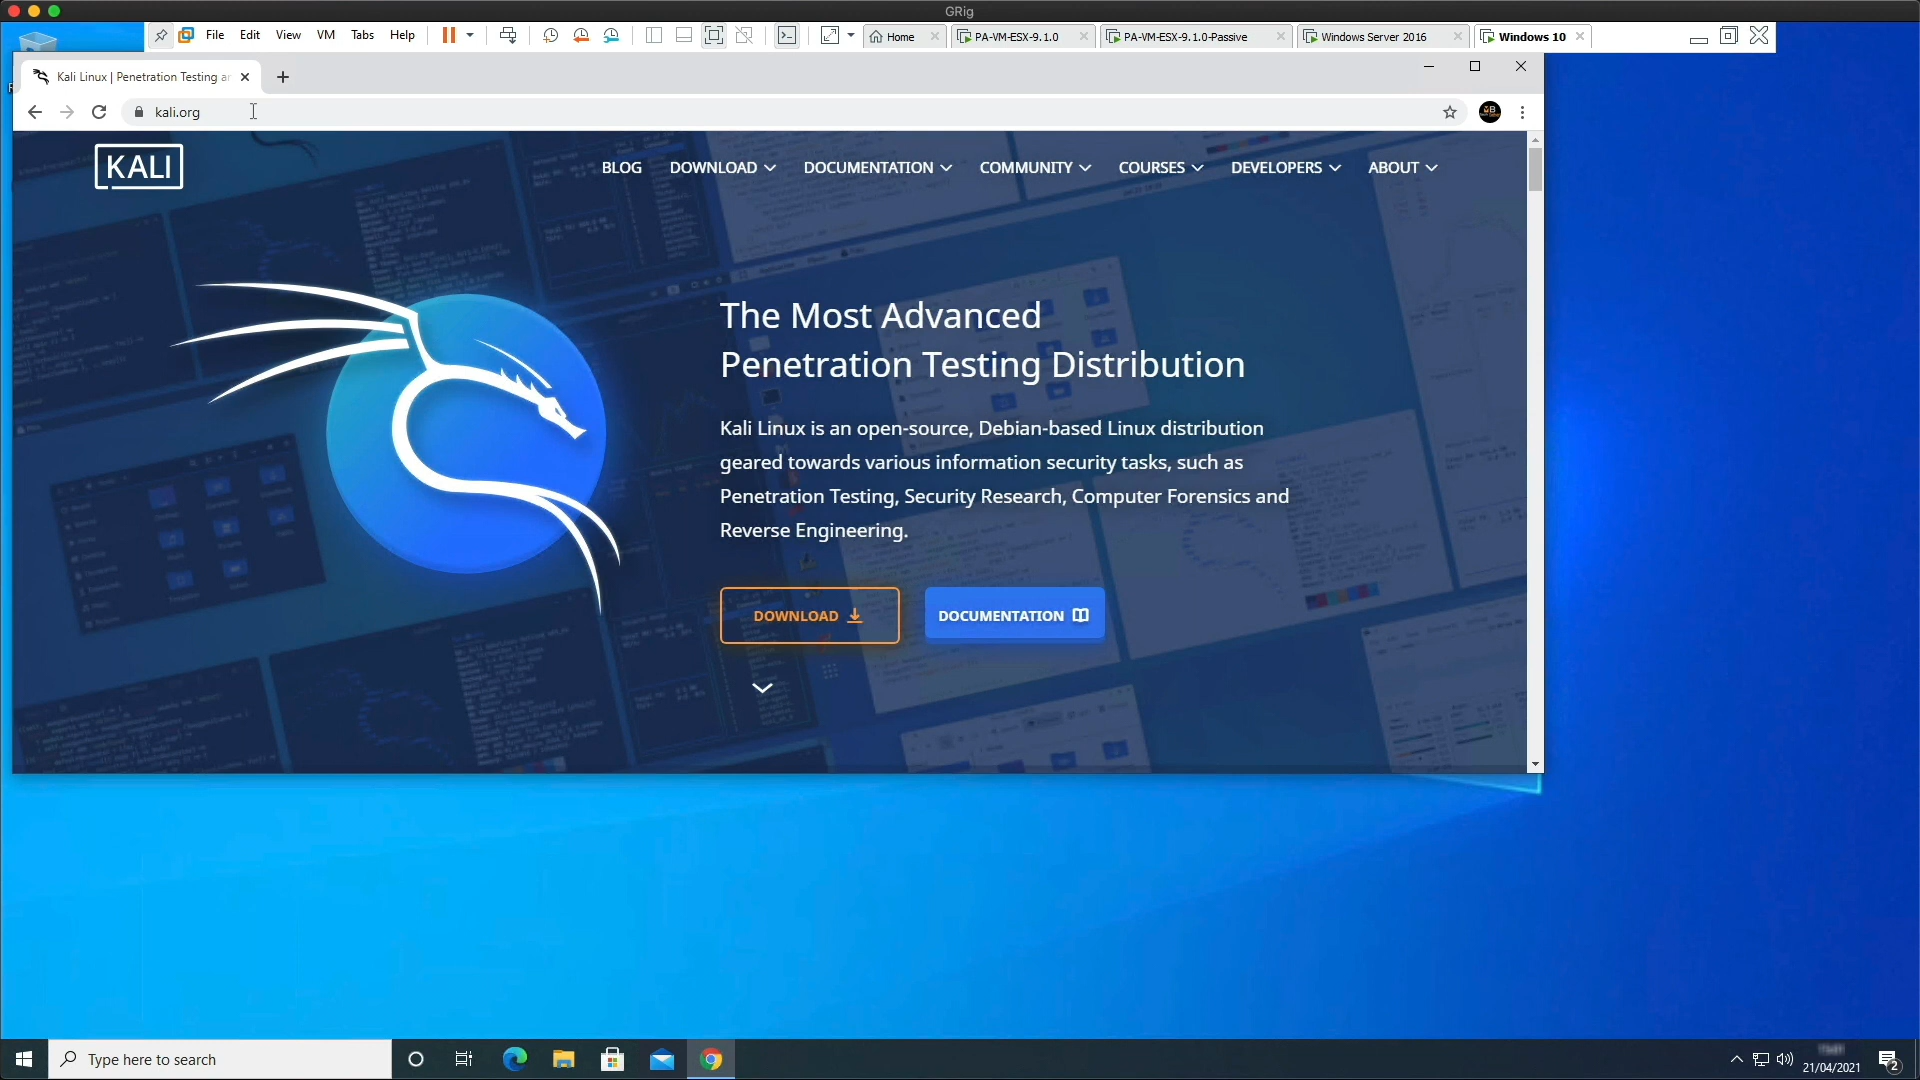 GRig
File Edit View VM Tabs Help Home PA-VM-ESX-9.1.0 PA-VM-ESX-9.1.0-Passive Windows Server 2016 Windows 10
Kali Linux | Penetration Testing an
kali.org
KALI
BLOG DOWNLOAD DOCUMENTATION COMMUNITY COURSES DEVELOPERS ABOUT
The Most Advanced
Penetration Testing Distribution
Kali Linux is an open-source, Debian-based Linux distribution
geared towards various information security tasks, such as
Penetration Testing, Security Research, Computer Forensics and
Reverse Engineering.
DOWNLOAD DOCUMENTATION
Type here to search
21/04/2021
2